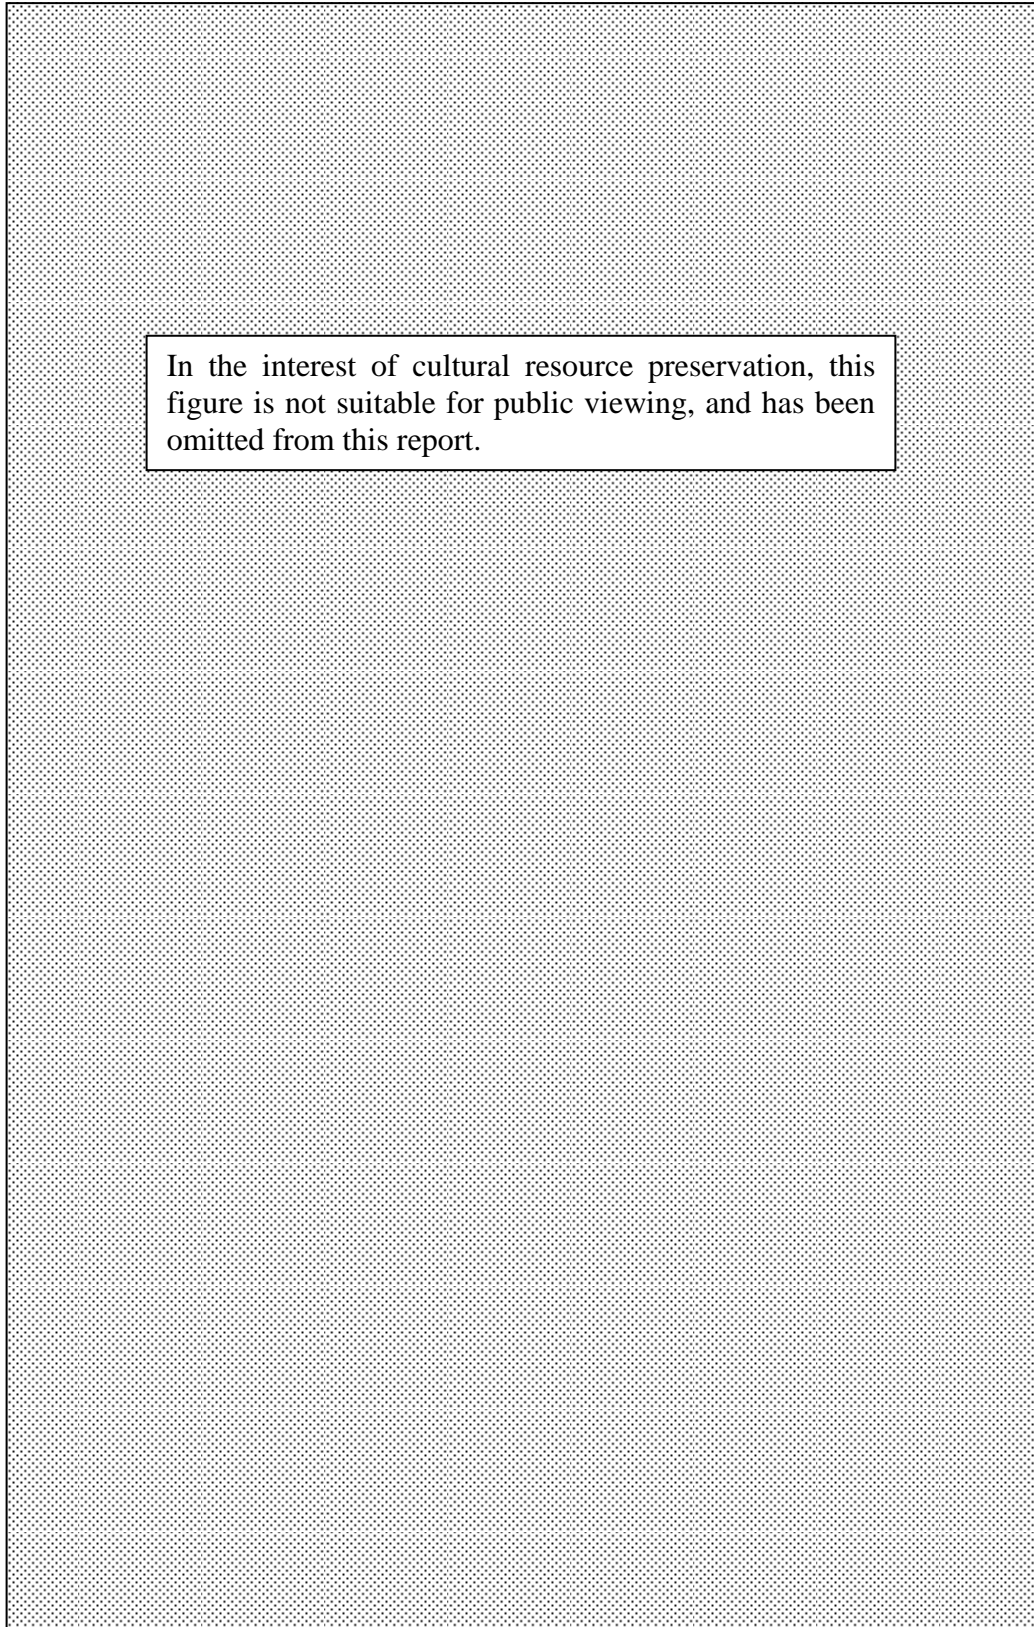 In the interest of cultural resource preservation, this
figure is not suitable for public viewing, and has been
omitted from this report.